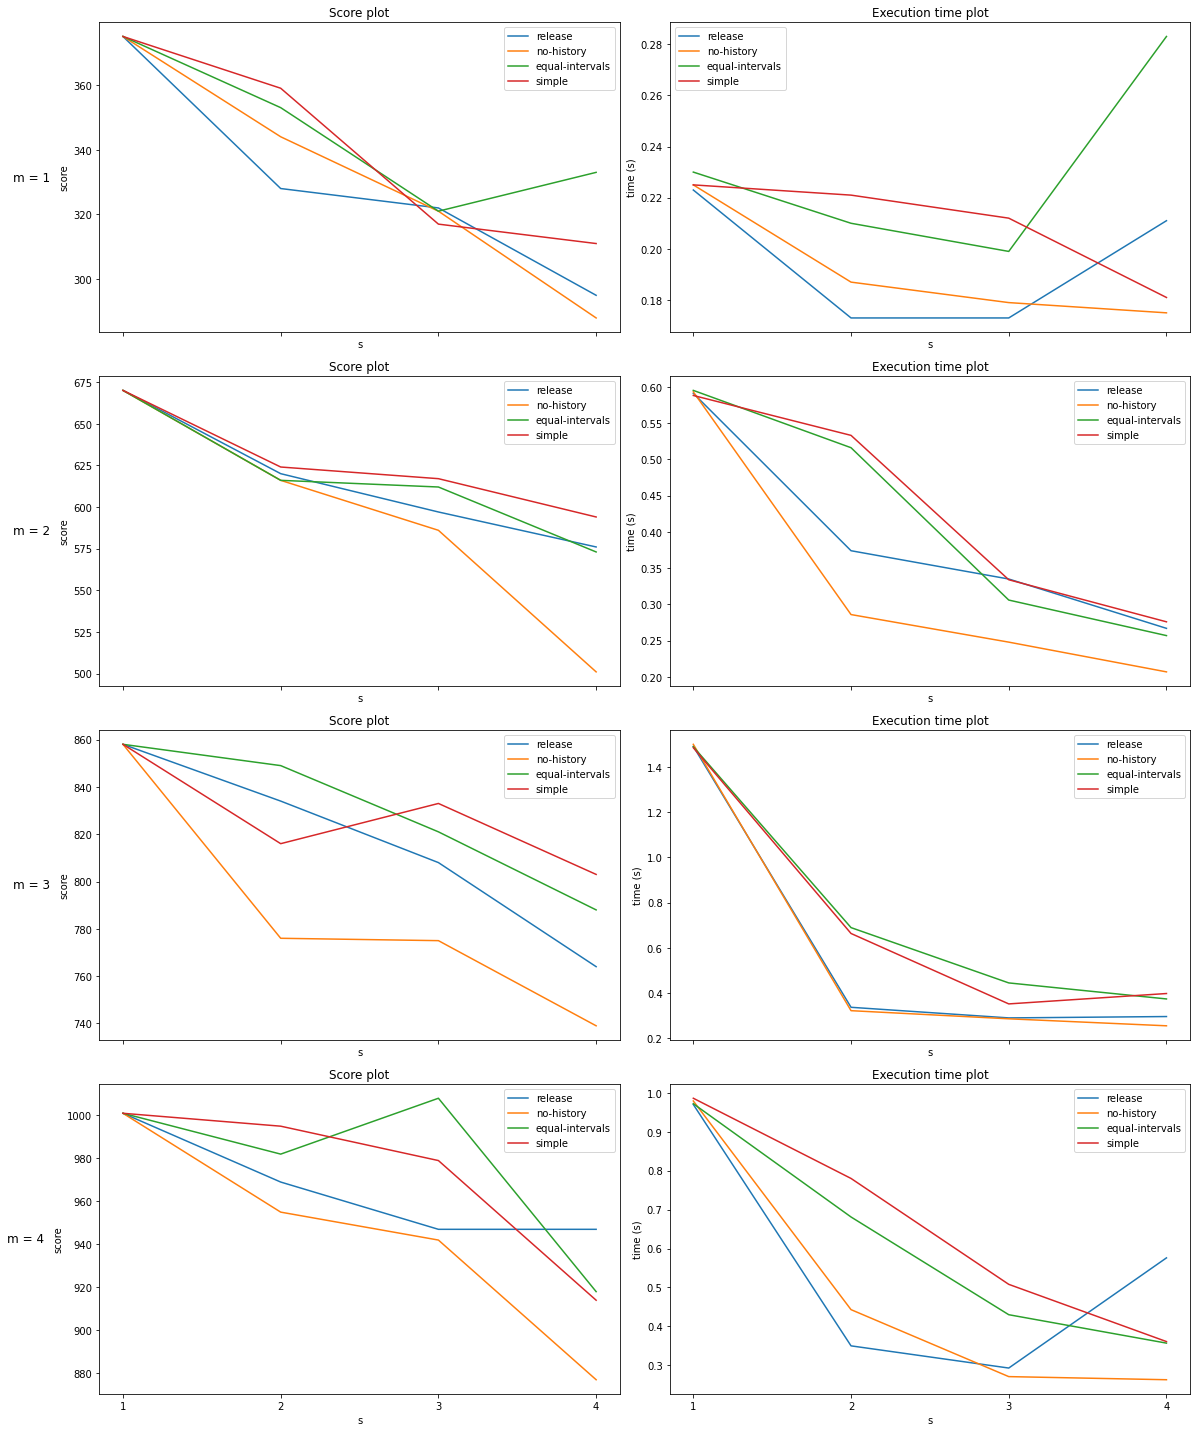 Score plot
360
340
320
300
score
m = 1
s
release
no-history
equal-intervals
simple
Execution time plot
0.28
0.26
0.24
0.22
0.20
0.18
time (s)
s
release
no-history
equal-intervals
simple
Score plot
675
650
625
600
575
550
525
500
score
m = 2
s
release
no-history
equal-intervals
simple
Execution time plot
0.60
0.55
0.50
0.45
0.40
0.35
0.30
0.25
0.20
time (s)
s
release
no-history
equal-intervals
simple
Score plot
860
840
820
800
780
760
740
score
m = 3
s
release
no-history
equal-intervals
simple
Execution time plot
1.4
1.2
1.0
0.8
0.6
0.4
0.2
time (s)
s
release
no-history
equal-intervals
simple
Score plot
1000
980
960
940
920
900
880
score
m = 4
1 2 3 4
s
release
no-history
equal-intervals
simple
Execution time plot
1.0
0.9
0.8
0.7
0.6
0.5
0.4
0.3
time (s)
1 2 3 4
s
release
no-history
equal-intervals
simple